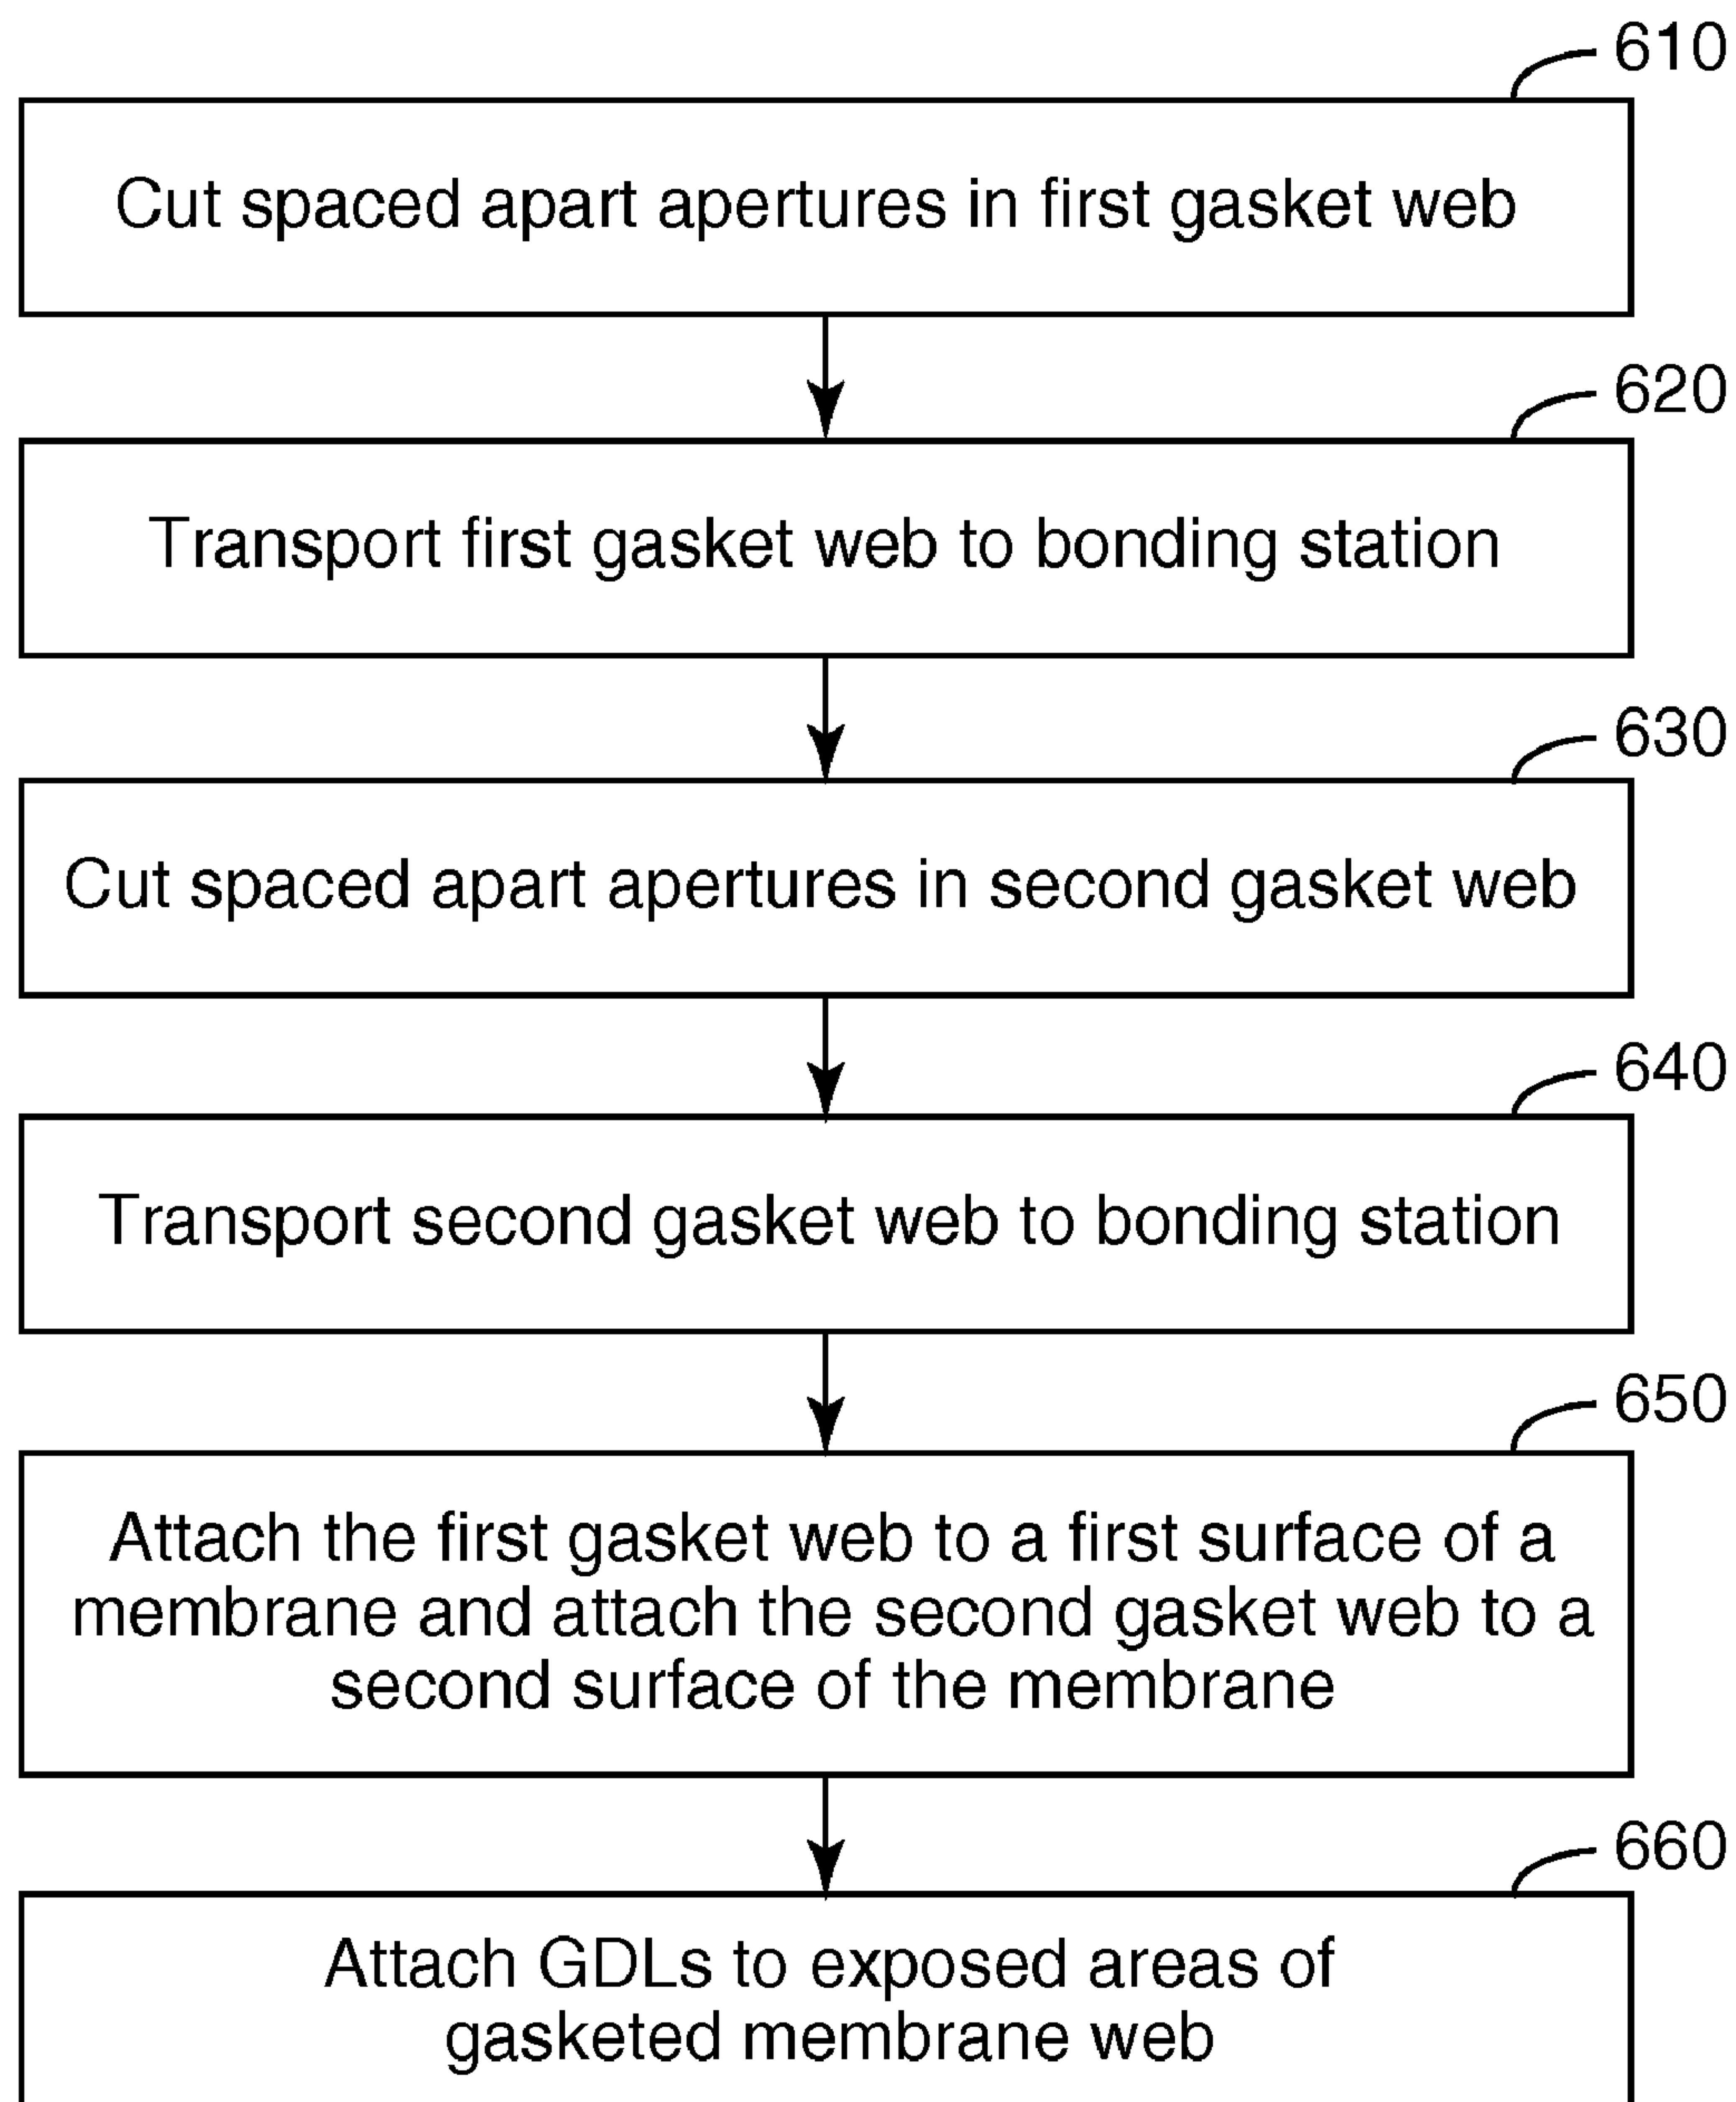 610
Cut spaced apart apertures in first gasket web
620
Transport first gasket web to bonding station
630
Cut spaced apart apertures in second gasket web
640
Transport second gasket web to bonding station
650
Attach the first gasket web to a first surface of a
membrane and attach the second gasket web to a
second surface of the membrane
660
Attach GDLs to exposed areas of
gasketed membrane web